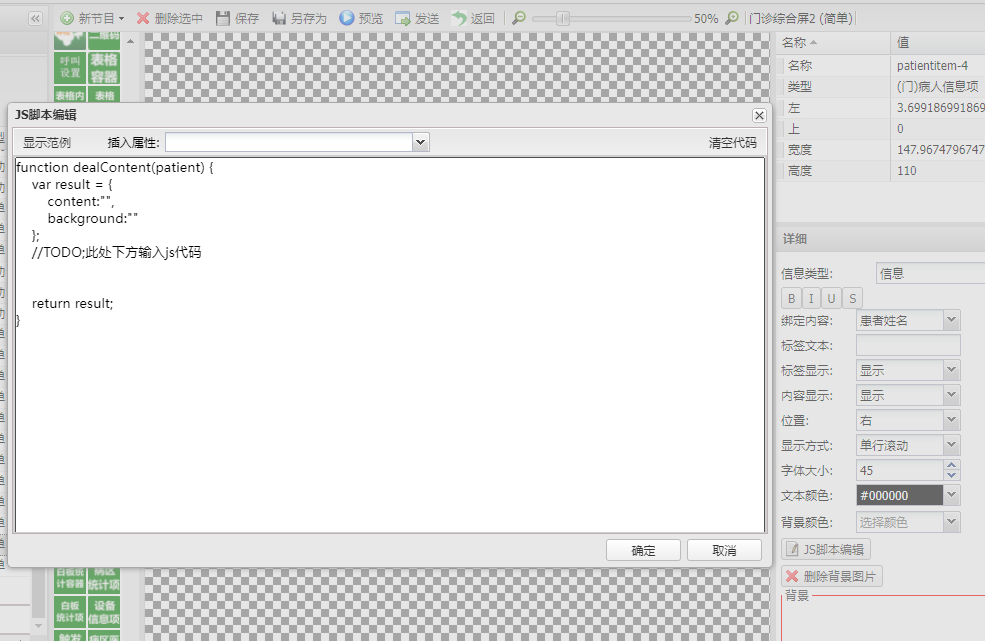 新节目 删除选中 保存 另存为 预览 发送 返回 50% 门诊综合屏2 (简单)
二维码
呼叫设置 表格容器
表格内 表格
名称 值
名称 patientitem-4
类型 (门)病人信息项
左 3.699186991869
上 0
宽度 147.9674796747
高度 110
JS脚本编辑
显示范例 插入属性: 清空代码
function dealContent(patient) {
var result = {
content:"",
background:""
};
//TODO;此处下方输入js代码
return result;
}
确定 取消
详细
信息类型: 信息
B I U S
绑定内容: 患者姓名
标签文本:
标签显示: 显示
内容显示: 显示
位置: 右
显示方式: 单行滚动
字体大小: 45
文本颜色: #000000
背景颜色: 选择颜色
JS脚本编辑
删除背景图片
背景
白板统计容器 病区统计项
白板统计项 设备信息项